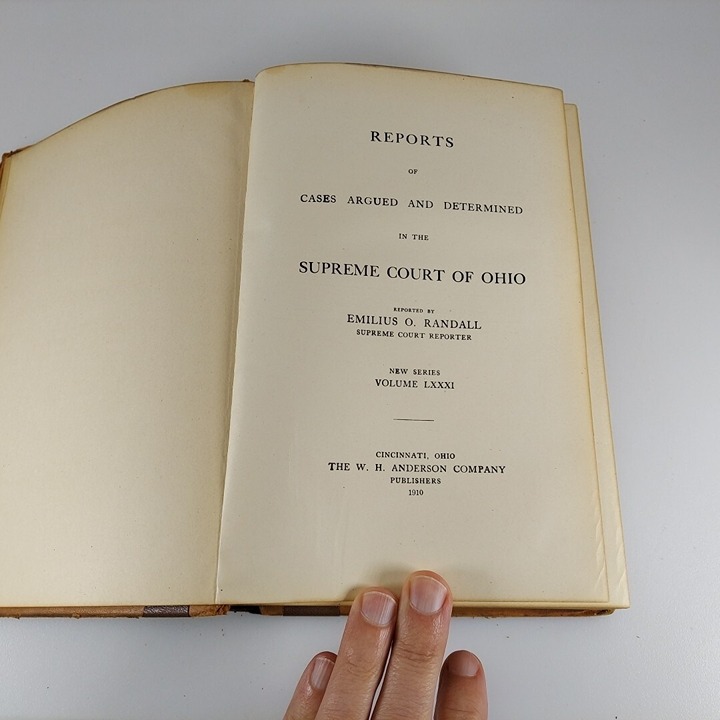 REPORTS
OF
CASES ARGUED AND DETERMINED
IN THE
SUPREME COURT OF OHIO
REPORTED BY
EMILIUS O. RANDALL
SUPREME COURT REPORTER
NEW SERIES
VOLUME LXXXI
CINCINNATI, OHIO
THE W. H. ANDERSON COMPANY
PUBLISHERS
1910